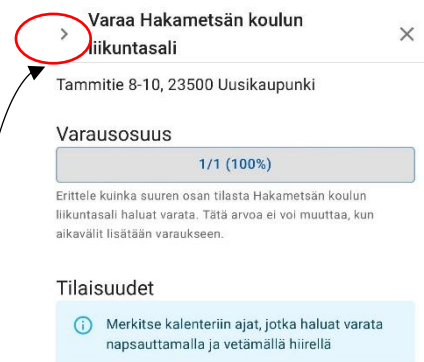 Varaa Hakametsän koulun
liikuntasali
Tammitie 8-10, 23500 Uusikaupunki
Varausosuus
1/1 (100%)
Erittele kuinka suuren osan tilasta Hakametsän koulun
liikuntasali haluat varata. Tätä arvoa ei voi muuttaa, kun
aikavälit lisätään varaukseen.
Tilaisuudet
Merkitse kalenteriin ajat, jotka haluat varata
napsauttamalla ja vetämällä hiirellä